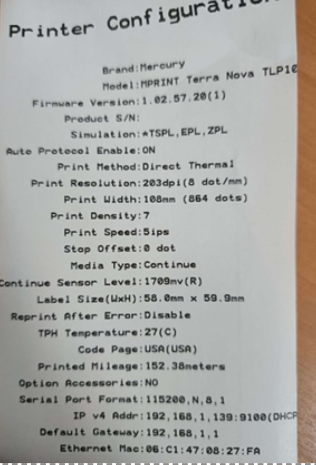 Printer Configuration
Brand:Mercury
Model:MPRINT Terra Nova TLP10
Firmware Version:1.02.57.20(1)
Product S/N:
Simulation:*TSPL,EPL,ZPL
Auto Protocol Enable:ON
Print Method:Direct Thermal
Print Resolution:203dpi(8 dot/mm)
Print Width:108mm (864 dots)
Print Density:7
Print Speed:5ips
Stop Offset:0 dot
Media Type:Continue
Continue Sensor Level:1709mv(R)
Label Size(WxH):58.0mm x 59.9mm
Reprint After Error:Disable
TPH Temperature:27(C)
Code Page:USA(USA)
Printed Mileage:152.38meters
Option Accessories:NO
Serial Port Format:115200,N,8,1
IP v4 Addr:192,168,1,139:9100(DHCP
Default Gateway:192,168,1,1
Ethernet Mac:06:C1:47:08:27:FA